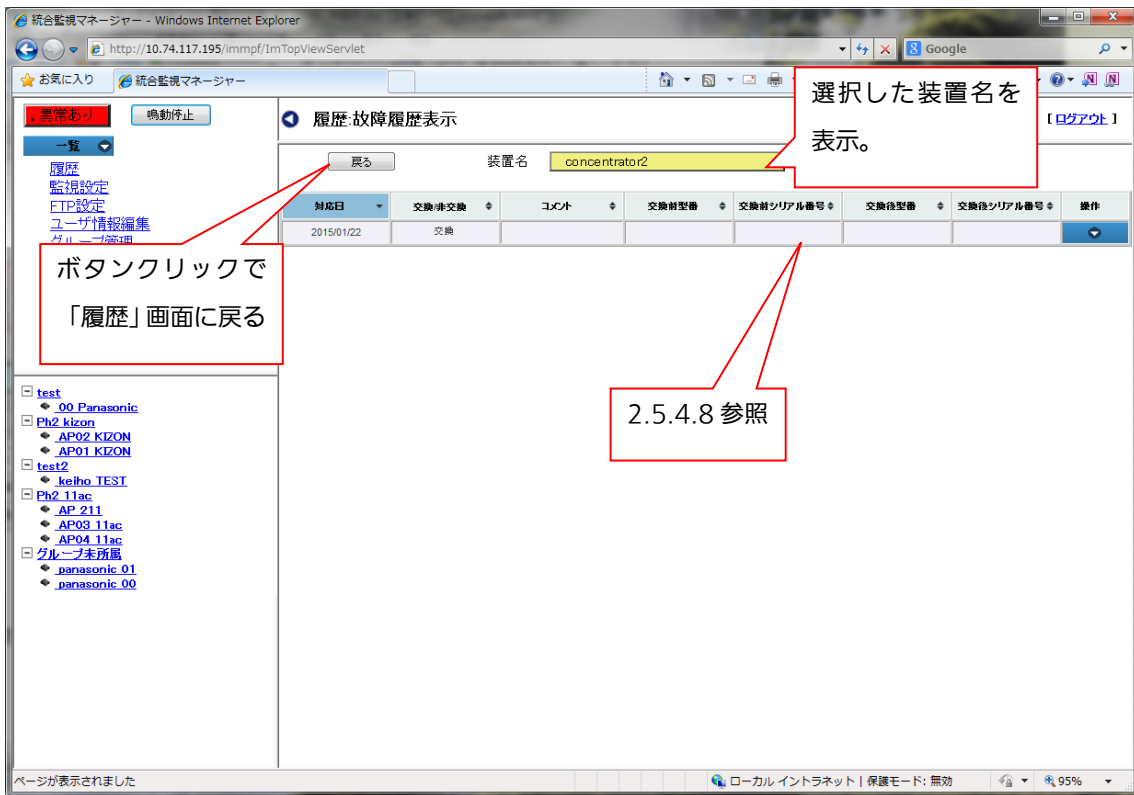 統合監視マネージャー - Windows Internet Explorer
http://10.74.117.195/immpf/ImTopViewServlet
Google
お気に入り
統合監視マネージャー
異常あり
鳴動停止
履歴:故障履歴表示
[ ログアウト ]
一覧
履歴
監視設定
FTP設定
ユーザ情報編集
グループ管理
戻る
装置名
concentrator2
選択した装置名を
表示。
対応日
交換/非交換
コメント
交換前型番
交換前シリアル番号
交換後型番
交換後シリアル番号
操作
2015/01/22
交換
ボタンクリックで
「履歴」画面に戻る
2.5.4.8 参照
test
00 Panasonic
Ph2 kizon
AP02 KIZON
AP01 KIZON
test2
keiho TEST
Ph2 11ac
AP 211
AP03 11ac
AP04 11ac
グループ未所属
panasonic 01
panasonic 00
ページが表示されました
ローカル イントラネット | 保護モード: 無効
95%